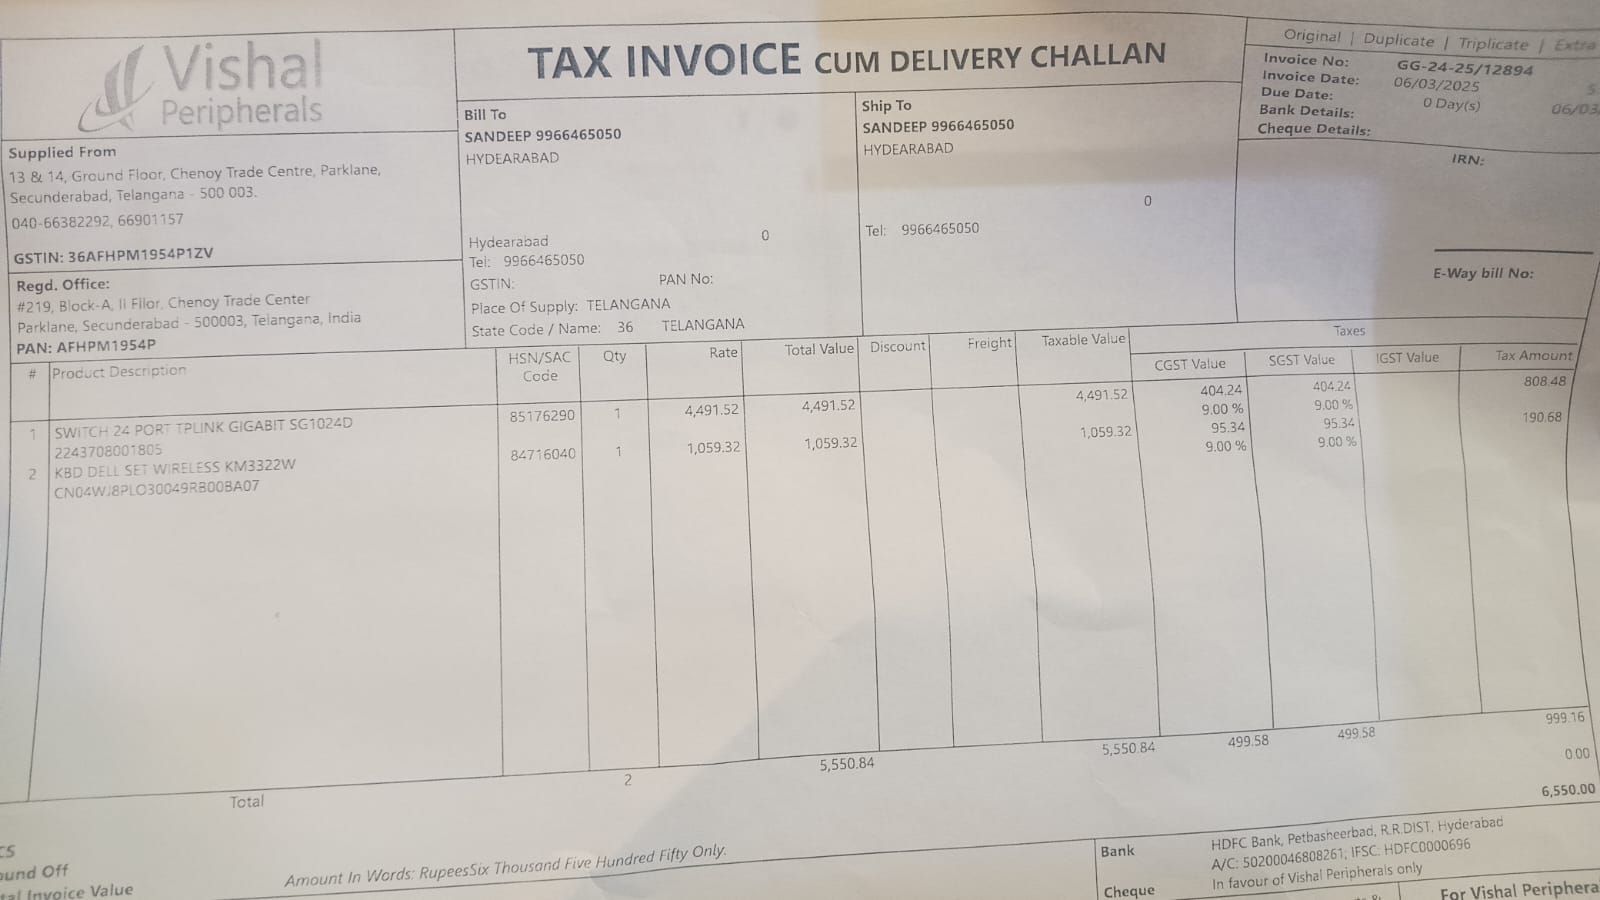 Vishal
Peripherals
Supplied From
13 & 14, Ground Floor, Chenoy Trade Centre, Parklane,
Secunderabad, Telangana - 500 003.
040-66382292, 66901157
GSTIN: 36AFHPM1954P1ZV
Regd. Office:
#219, Block-A, II Filor, Chenoy Trade Center
Parklane, Secunderabad - 500003, Telangana, India
PAN: AFHPM1954P
TAX INVOICE CUM DELIVERY CHALLAN
Bill To
SANDEEP 9966465050
HYDEARABAD
Hydearabad 0
Tel: 9966465050
GSTIN: PAN No:
Place Of Supply: TELANGANA
State Code / Name: 36 TELANGANA
Ship To
SANDEEP 9966465050
HYDEARABAD
0
Tel: 9966465050
Original | Duplicate | Triplicate | Extra
Invoice No: GG-24-25/12894
Invoice Date: 06/03/2025
Due Date: 0 Day(s) 06/03
Bank Details:
Cheque Details:
IRN:
E-Way bill No:
# Product Description HSN/SAC Code Qty Rate Total Value Discount Freight Taxable Value Taxes
CGST Value SGST Value IGST Value Tax Amount
1 SWITCH 24 PORT TPLINK GIGABIT SG1024D 85176290 1 4,491.52 4,491.52 4,491.52 404.24 404.24 808.48
2243708001805 9.00 % 9.00 %
2 KBD DELL SET WIRELESS KM3322W 84716040 1 1,059.32 1,059.32 1,059.32 95.34 95.34 190.68
CN04WJ8PLO30049RB00BA07 9.00 % 9.00 %
Total 2 5,550.84 5,550.84 499.58 499.58 999.16
0.00
6,550.00
ound Off
tal Invoice Value
Amount In Words: RupeesSix Thousand Five Hundred Fifty Only.
Bank HDFC Bank, Petbasheerbad, R.R.DIST, Hyderabad
A/C: 50200046808261; IFSC: HDFC0000696
Cheque In favour of Vishal Peripherals only
For Vishal Periphera